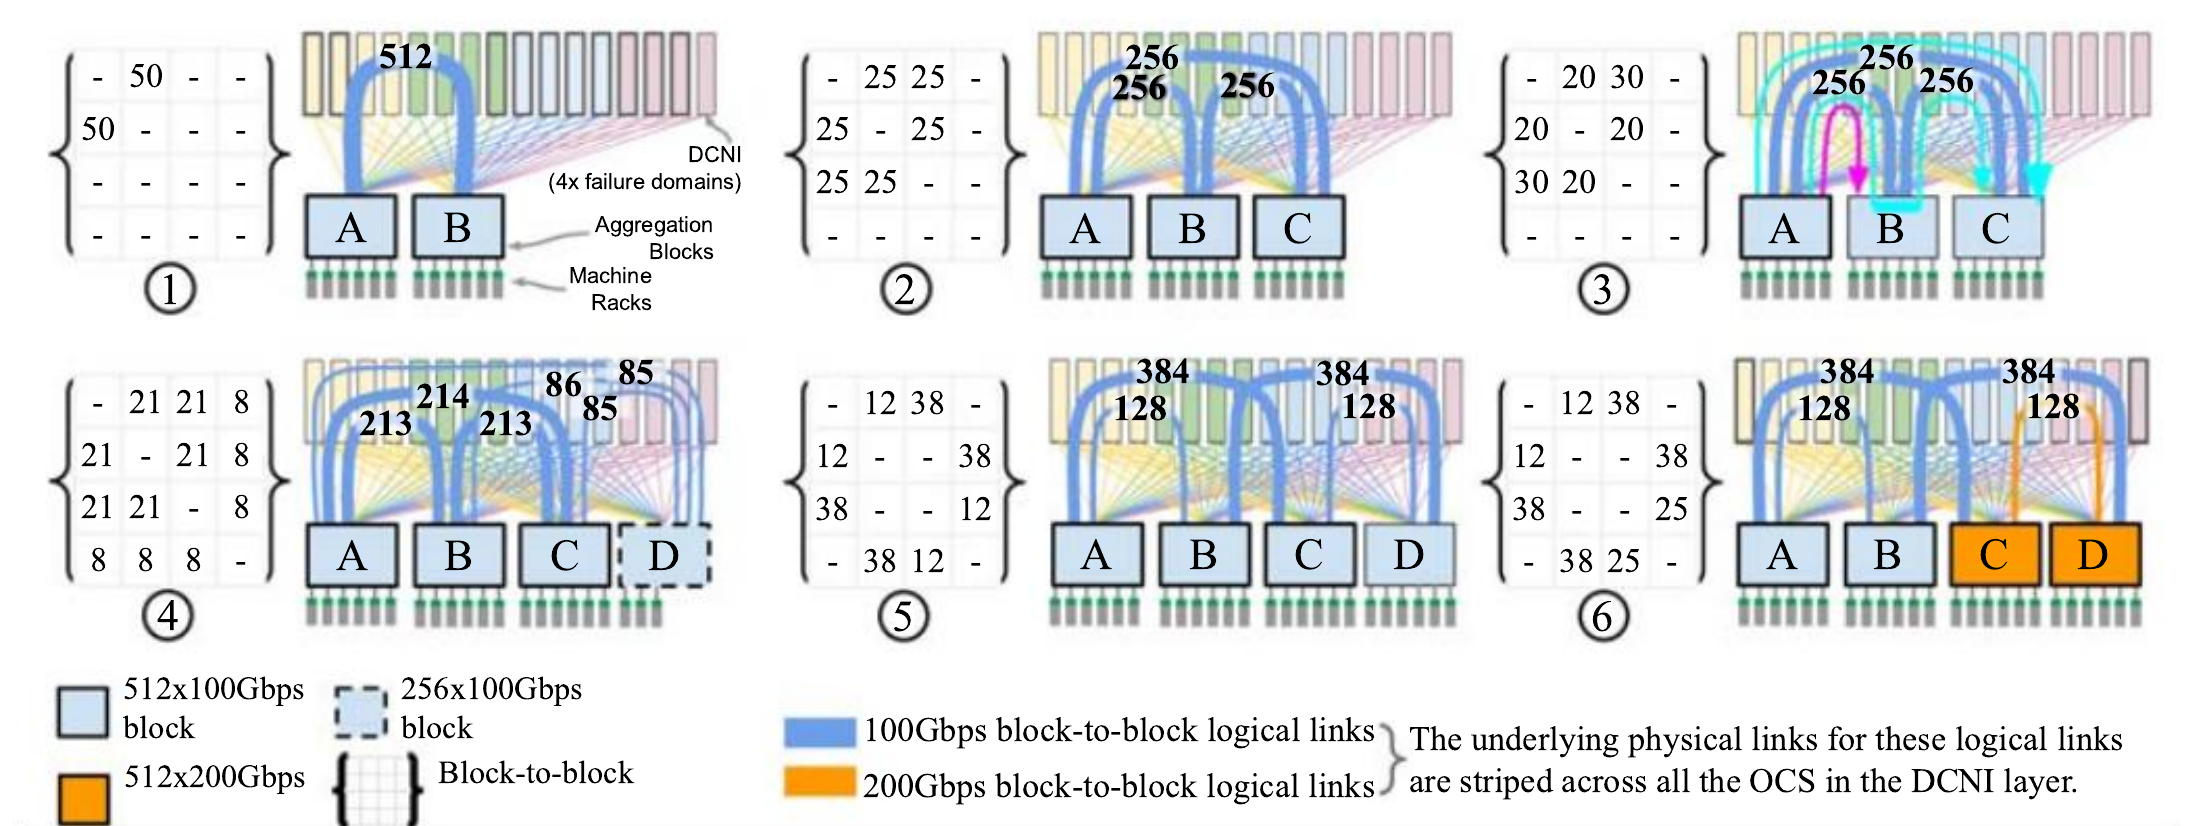 - 50 - -
50 - - -
- - - -
- - - -
1
512
A B
DCNI
(4x failure domains)
Aggregation
Blocks
Machine
Racks
- 25 25 -
25 - 25 -
25 25 - -
- - - -
2
256
256 256
A B C
- 20 30 -
20 - 20 -
30 20 - -
- - - -
3
256
256 256
A B C
- 21 21 8
21 - 21 8
21 21 - 8
8 8 8 -
4
85
86
214 85
213 213
A B C D
- 12 38 -
12 - - 38
38 - - 12
- 38 12 -
5
384 384
128 128
A B C D
- 12 38 -
12 - - 38
38 - - 25
- 38 25 -
6
384 384
128 128
A B C D
512x100Gbps
block
256x100Gbps
block
512x200Gbps
Block-to-block
100Gbps block-to-block logical links
200Gbps block-to-block logical links
The underlying physical links for these logical links
are striped across all the OCS in the DCNI layer.